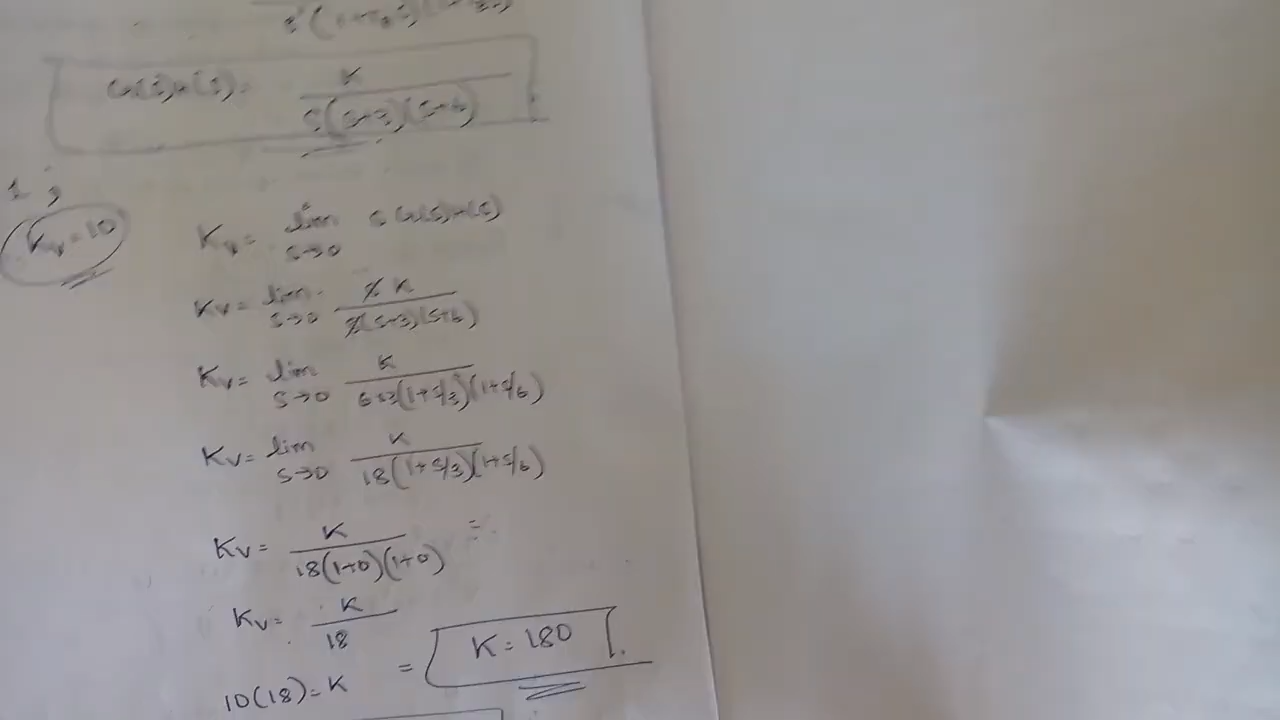 G(s)H(s) = K / s(s+3)(s+6)
1,
Kv = 10
Kv = lim s→0 s G(s)H(s)
Kv = lim s→0 s K / s(s+3)(s+6)
Kv = lim s→0 K / 6×3(1+s/3)(1+s/6)
Kv = lim s→0 K / 18(1+s/3)(1+s/6)
Kv = K / 18(1+0)(1+0) =
Kv = K / 18
10(18) = K = K = 180